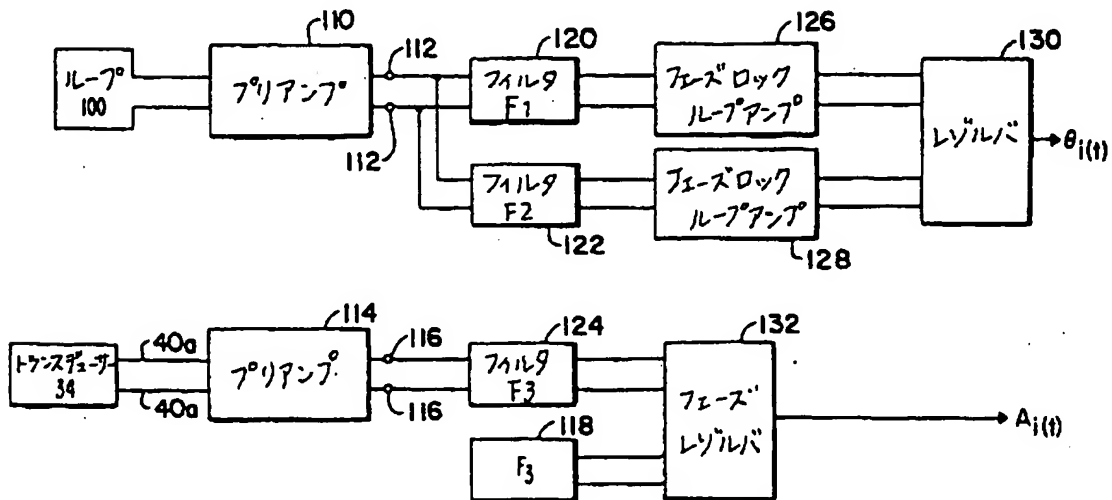 110
ループ
100
プリアンプ
112
112
120
フィルタ
F1
126
フェーズロック
ループアンプ
130
レゾルバ
θi(t)
フィルタ
F2
122
フェーズロック
ループアンプ
128
トランスデューサー
34
40a
40a
114
プリアンプ
116
116
124
フィルタ
F3
118
F3
132
フェーズ
レゾルバ
Ai(t)